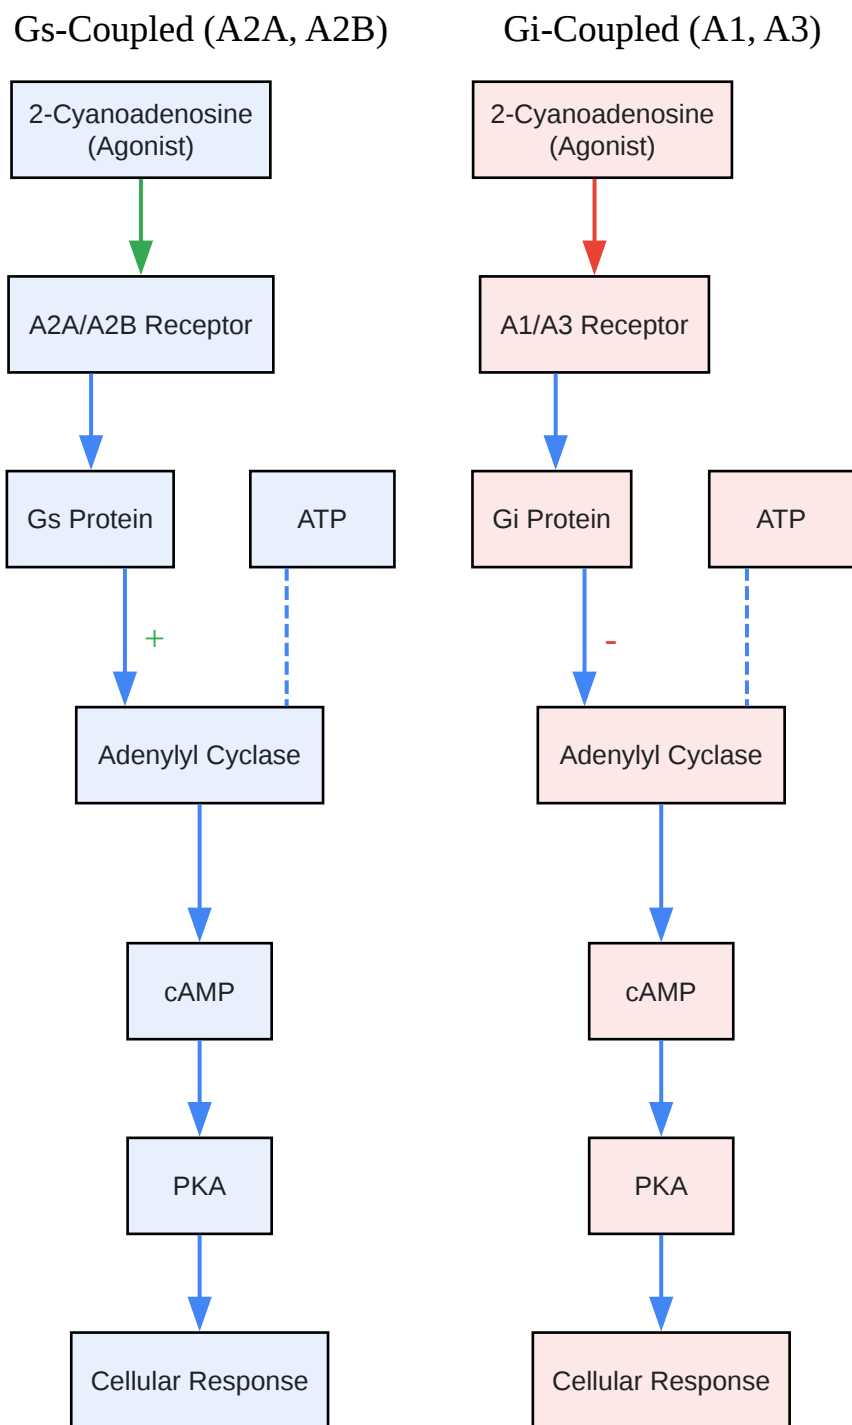 Gs-Coupled (A2A, A2B)
2-Cyanoadenosine
(Agonist)
A2A/A2B Receptor
Gs Protein
ATP
+
Adenylyl Cyclase
cAMP
PKA
Cellular Response
Gi-Coupled (A1, A3)
2-Cyanoadenosine
(Agonist)
A1/A3 Receptor
Gi Protein
ATP
-
Adenylyl Cyclase
cAMP
PKA
Cellular Response